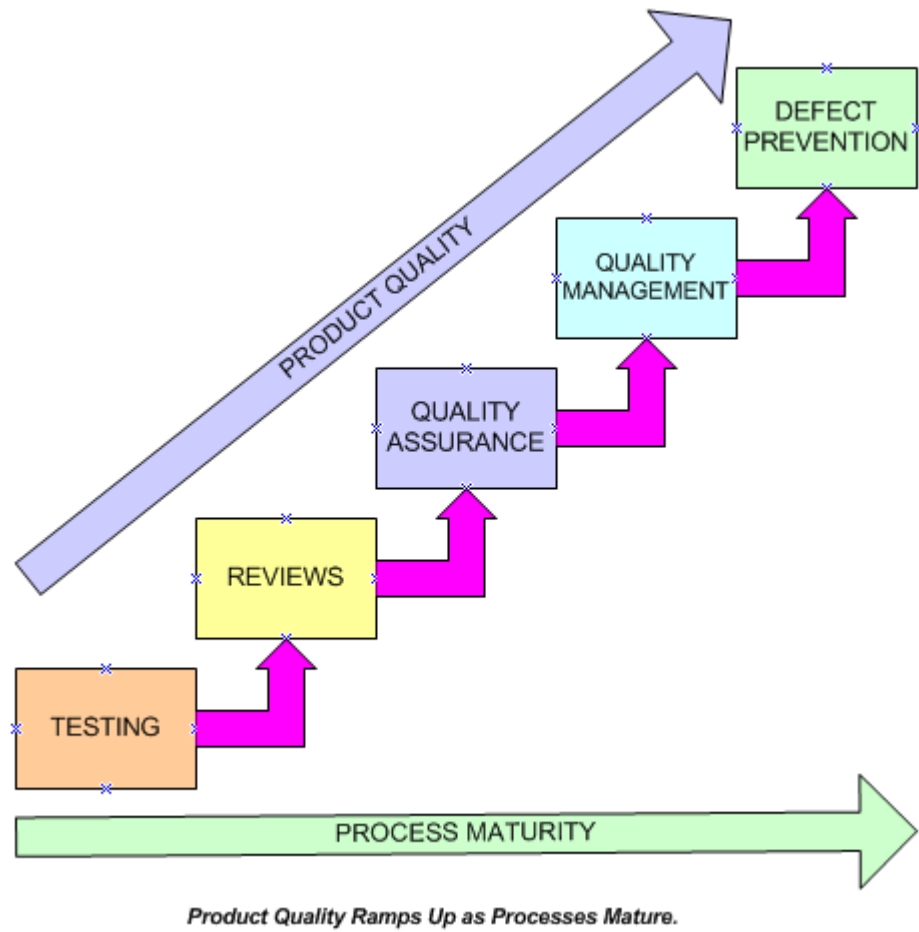 DEFECT
PREVENTION
PRODUCT QUALITY
QUALITY
MANAGEMENT
QUALITY
ASSURANCE
REVIEWS
TESTING
PROCESS MATURITY
Product Quality Ramps Up as Processes Mature.